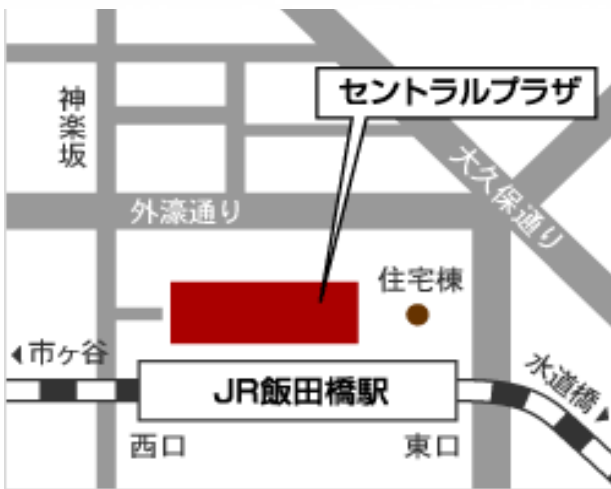 セントラルプラザ
神楽坂
大久保通り
外濠通り
住宅棟
◀市ヶ谷
JR飯田橋駅
水道橋▶
西口
東口